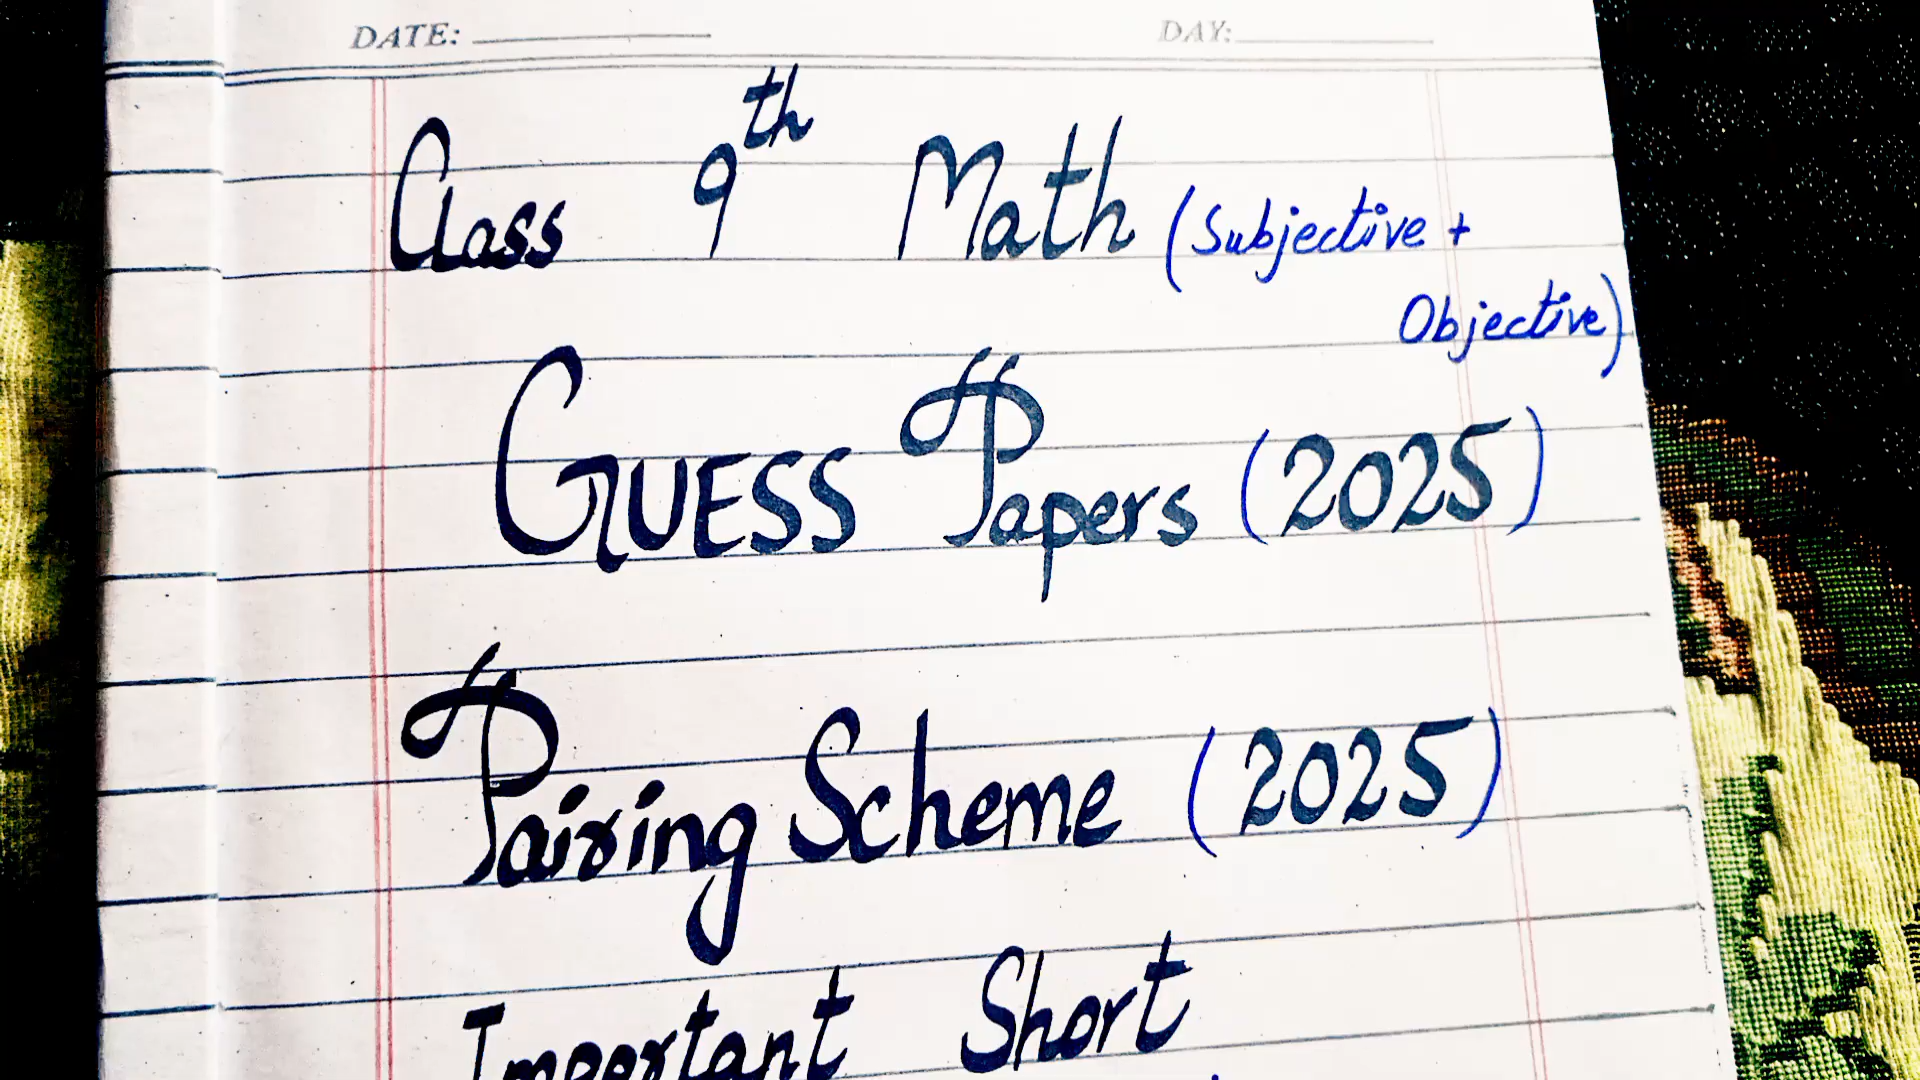 DATE: DAY:
Class 9th Math (Subjective +
Objective)
GUESS Papers (2025)
Pairing Scheme (2025)
Important Short